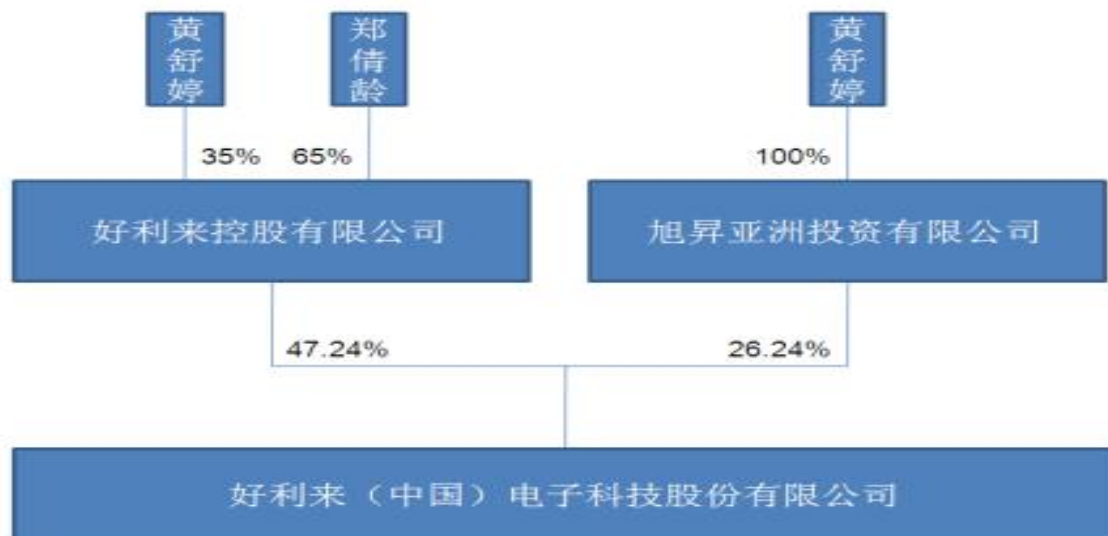 黄舒婷
郑倩龄
黄舒婷
35%
65%
100%
好利来控股有限公司
旭昇亚洲投资有限公司
47.24%
26.24%
好利来（中国）电子科技股份有限公司